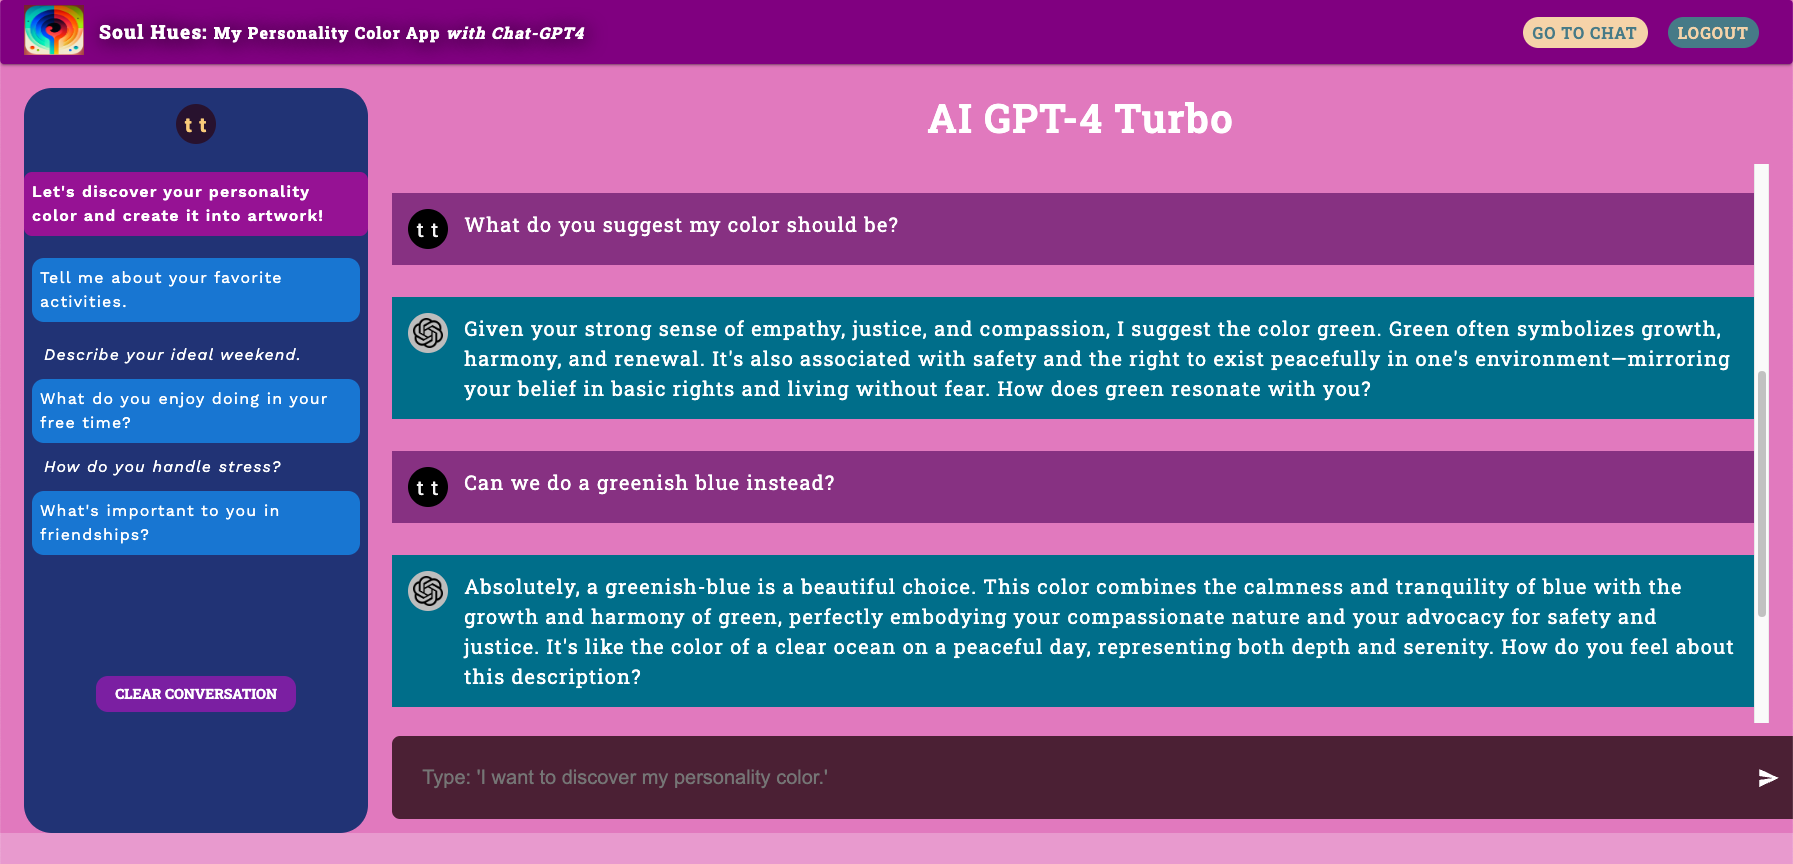 Soul Hues: My Personality Color App with Chat-GPT4
GO TO CHAT
LOGOUT
t t
Let's discover your personality
color and create it into artwork!
Tell me about your favorite
activities.
Describe your ideal weekend.
What do you enjoy doing in your
free time?
How do you handle stress?
What's important to you in
friendships?
CLEAR CONVERSATION
AI GPT-4 Turbo
t t
What do you suggest my color should be?
Given your strong sense of empathy, justice, and compassion, I suggest the color green. Green often symbolizes growth,
harmony, and renewal. It's also associated with safety and the right to exist peacefully in one's environment—mirroring
your belief in basic rights and living without fear. How does green resonate with you?
t t
Can we do a greenish blue instead?
Absolutely, a greenish-blue is a beautiful choice. This color combines the calmness and tranquility of blue with the
growth and harmony of green, perfectly embodying your compassionate nature and your advocacy for safety and
justice. It's like the color of a clear ocean on a peaceful day, representing both depth and serenity. How do you feel about
this description?
Type: 'I want to discover my personality color.'